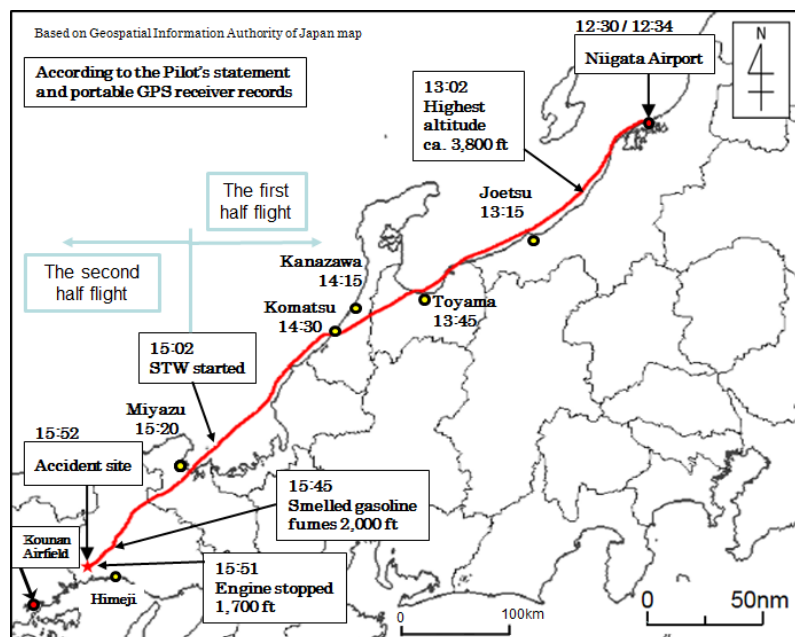 Based on Geospatial Information Authority of Japan map
According to the Pilot's statement
and portable GPS receiver records
12:30 / 12:34
Niigata Airport
N
13:02
Highest
altitude
ca. 3,800 ft
Joetsu
13:15
The first
half flight
The second
half flight
Kanazawa
14:15
Komatsu
14:30
Toyama
13:45
15:02
STW started
Miyazu
15:20
15:52
Accident site
15:45
Smelled gasoline
fumes 2,000 ft
Kounan
Airfield
15:51
Engine stopped
1,700 ft
Himeji
0
100km
0
50nm